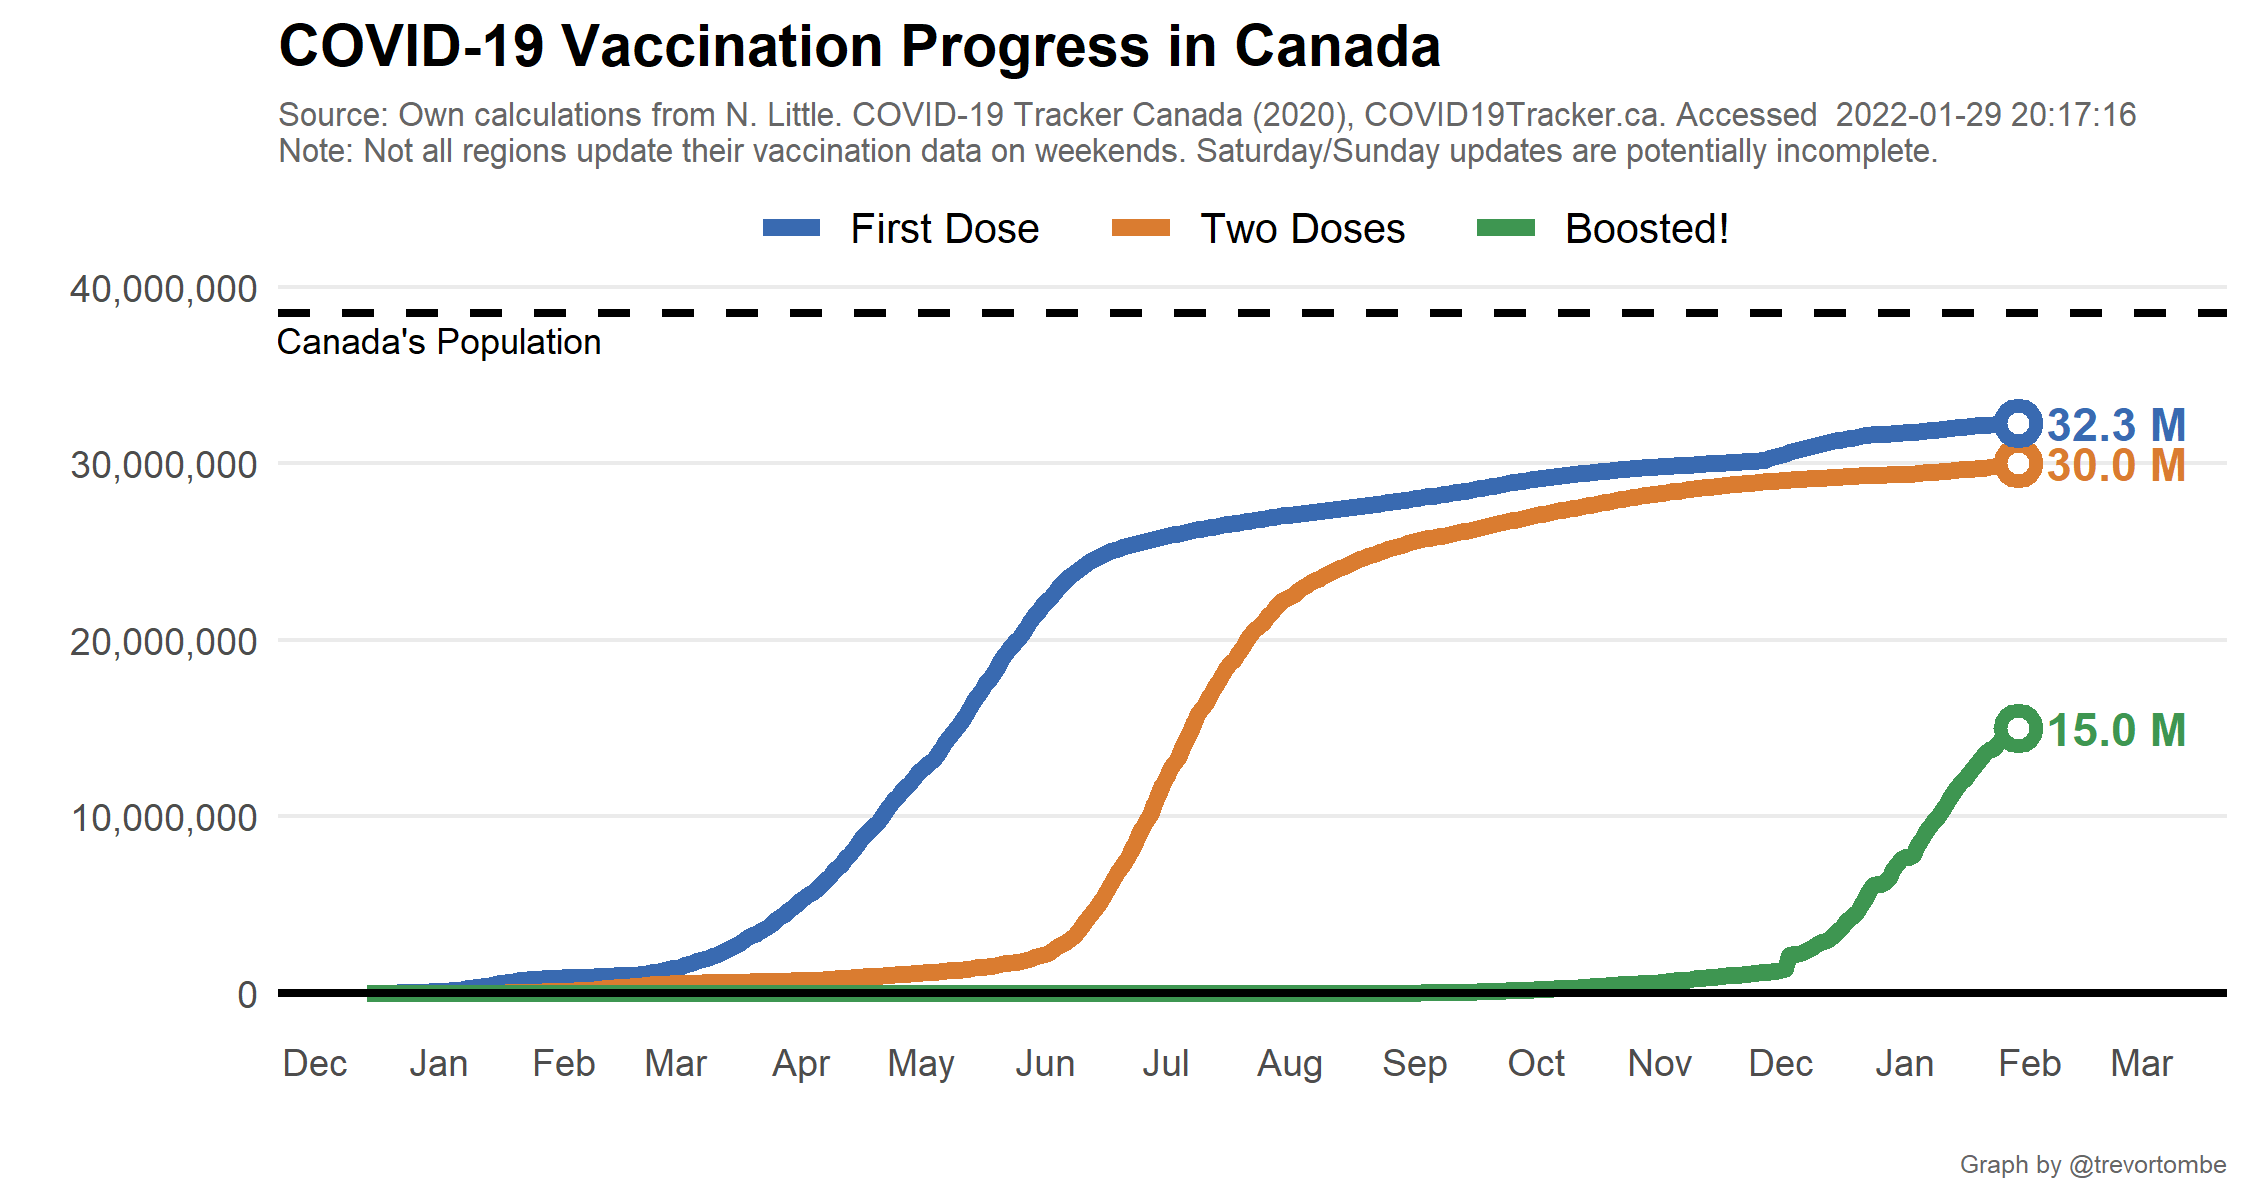 COVID-19 Vaccination Progress in Canada
Source: Own calculations from N. Little. COVID-19 Tracker Canada (2020), COVID19Tracker.ca. Accessed  2022-01-29 20:17:16
Note: Not all regions update their vaccination data on weekends. Saturday/Sunday updates are potentially incomplete.
First Dose Two Doses Boosted!
40,000,000
Canada's Population
32.3 M
30,000,000 30.0 M
20,000,000
15.0 M
10,000,000
0
Dec Jan Feb Mar Apr May Jun Jul Aug Sep Oct Nov Dec Jan Feb Mar
Graph by @trevortombe